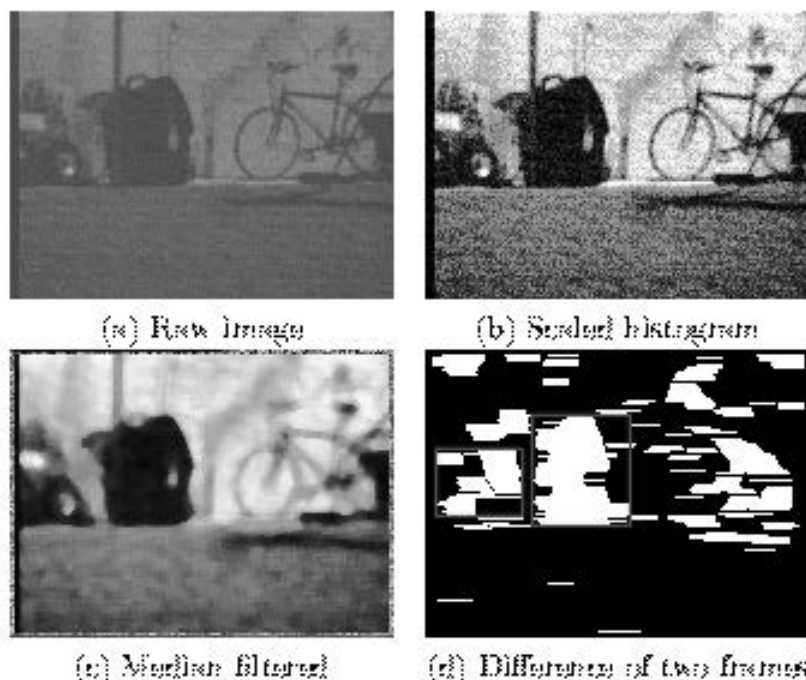 (a) Raw image
(b) Scaled histogram
(c) Median filtered
(d) Difference of two frames